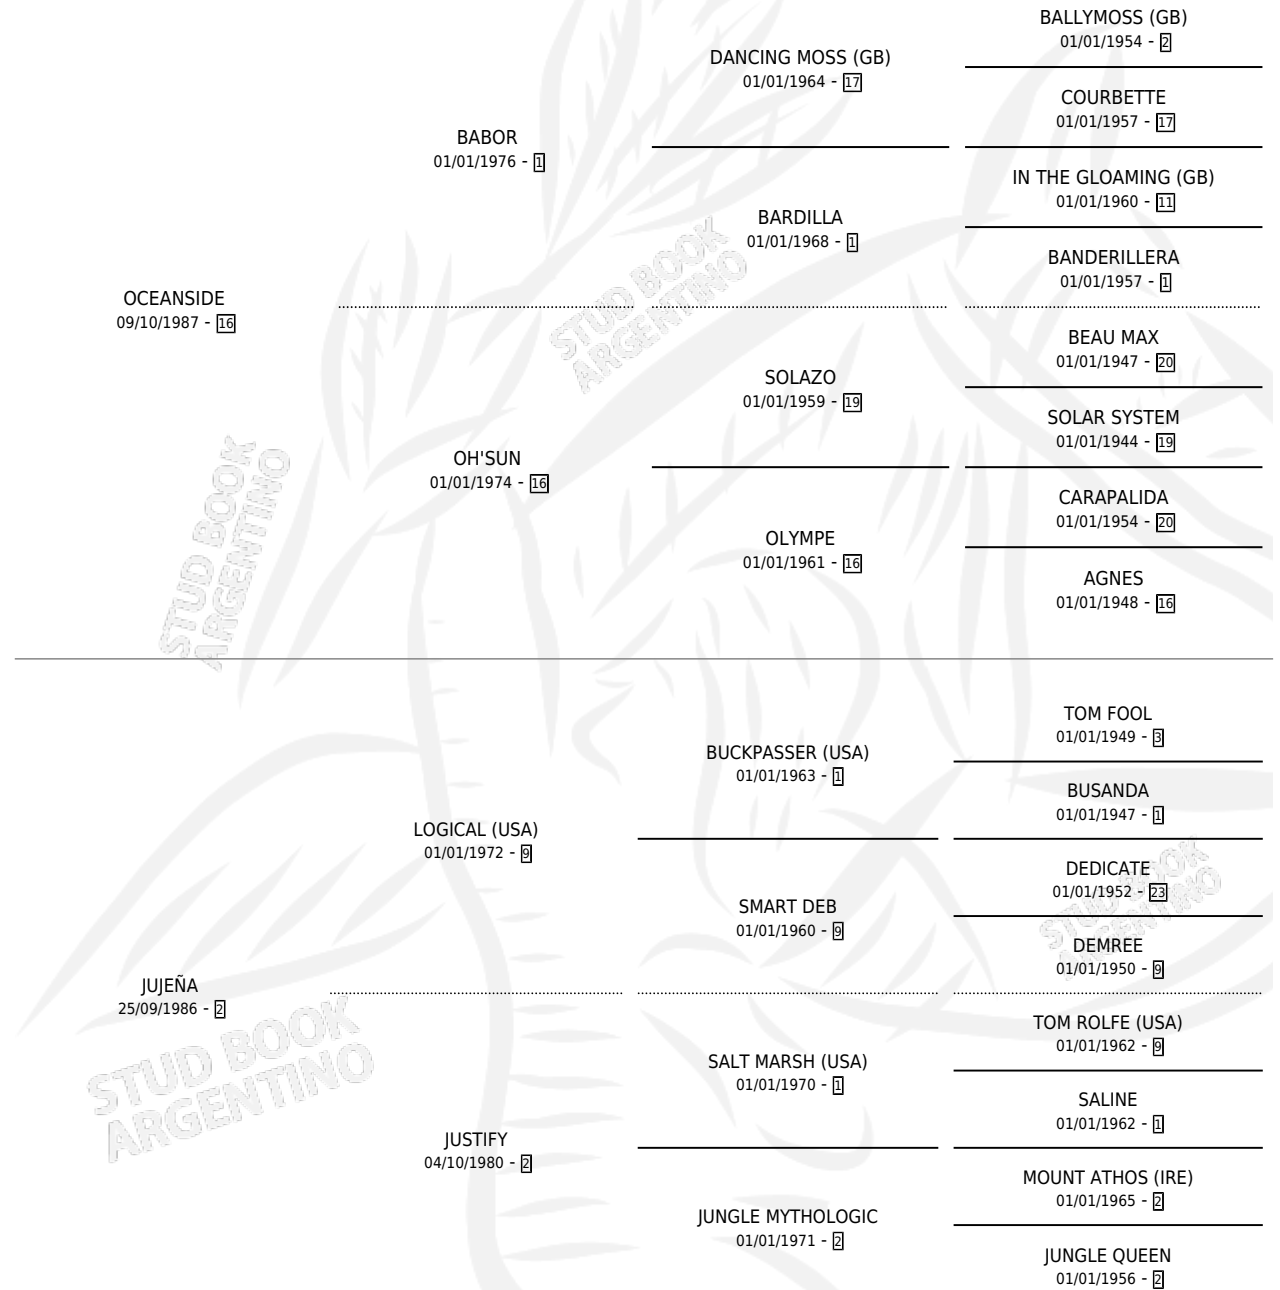 BALLYMOSS (GB)
01/01/1954 - 2
DANCING MOSS (GB)
01/01/1964 - 17
COURBETTE
01/01/1957 - 17
BABOR
01/01/1976 - 1
IN THE GLOAMING (GB)
01/01/1960 - 11
BARDILLA
01/01/1968 - 1
BANDERILLERA
01/01/1957 - 1
OCEANSIDE
09/10/1987 - 16
BEAU MAX
01/01/1947 - 20
SOLAZO
01/01/1959 - 19
SOLAR SYSTEM
01/01/1944 - 19
OH'SUN
01/01/1974 - 16
CARAPALIDA
01/01/1954 - 20
OLYMPE
01/01/1961 - 16
AGNES
01/01/1948 - 16
TOM FOOL
01/01/1949 - 3
BUCKPASSER (USA)
01/01/1963 - 1
BUSANDA
01/01/1947 - 1
LOGICAL (USA)
01/01/1972 - 9
DEDICATE
01/01/1952 - 23
SMART DEB
01/01/1960 - 9
DEMREE
01/01/1950 - 9
JUJEÑA
25/09/1986 - 2
TOM ROLFE (USA)
01/01/1962 - 9
SALT MARSH (USA)
01/01/1970 - 1
SALINE
01/01/1962 - 1
JUSTIFY
04/10/1980 - 2
MOUNT ATHOS (IRE)
01/01/1965 - 2
JUNGLE MYTHOLOGIC
01/01/1971 - 2
JUNGLE QUEEN
01/01/1956 - 2
STUD BOOK
ARGENTINO
STUD BOOK
ARGENTINO
STUD BOOK
ARGENTINO
STUD BOOK
ARGENTINO